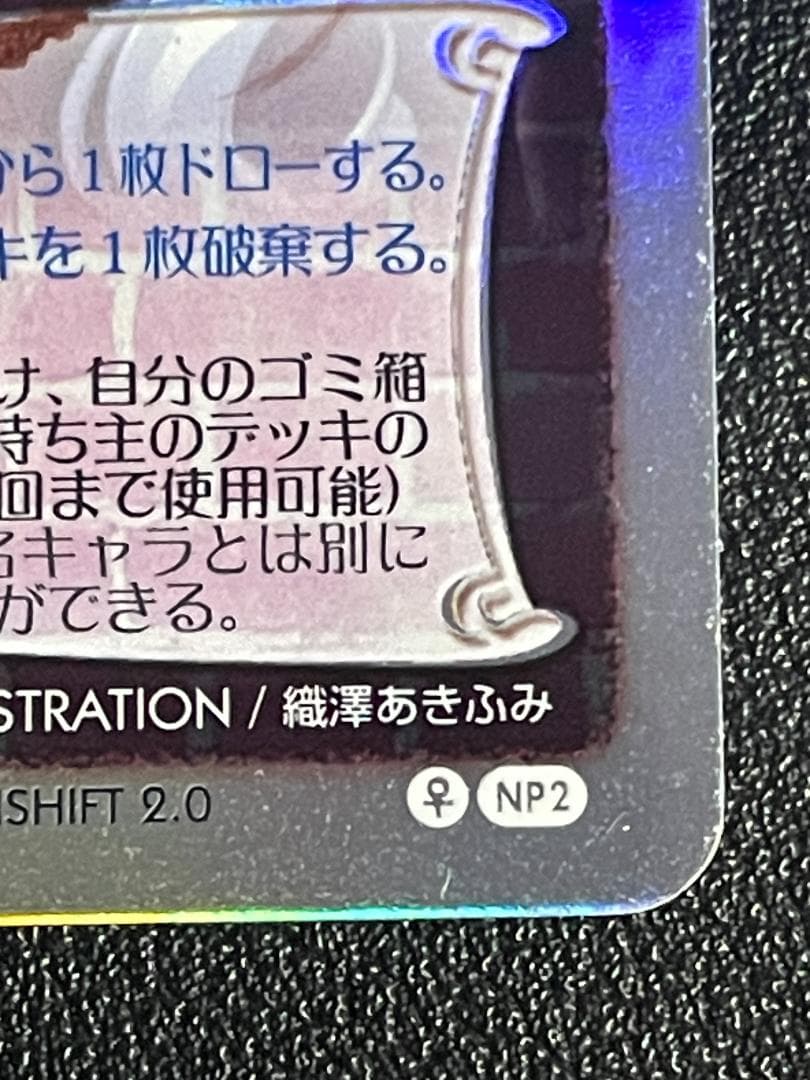 から1枚ドローする。
キを1枚破棄する。
け、自分のゴミ箱
持ち主のデッキの
回まで使用可能)
名キャラとは別に
ができる。
STRATION / 織澤あきふみ
SHIFT 2.0
♀ NP2